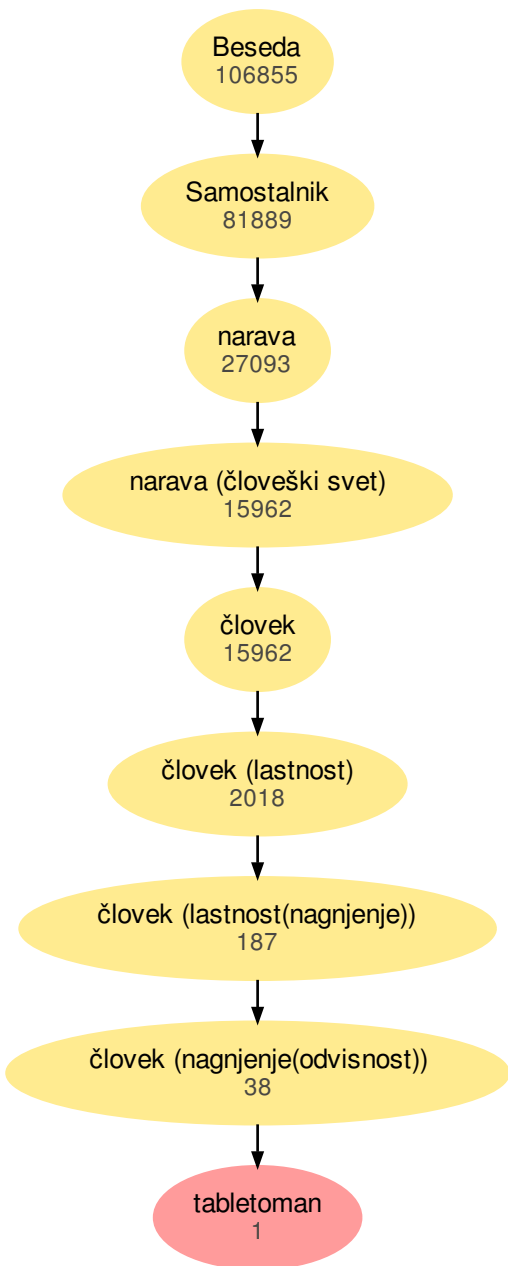 Beseda
106855
Samostalnik
81889
narava
27093
narava (človeški svet)
15962
človek
15962
človek (lastnost)
2018
človek (lastnost(nagnjenje))
187
človek (nagnjenje(odvisnost))
38
tabletoman
1